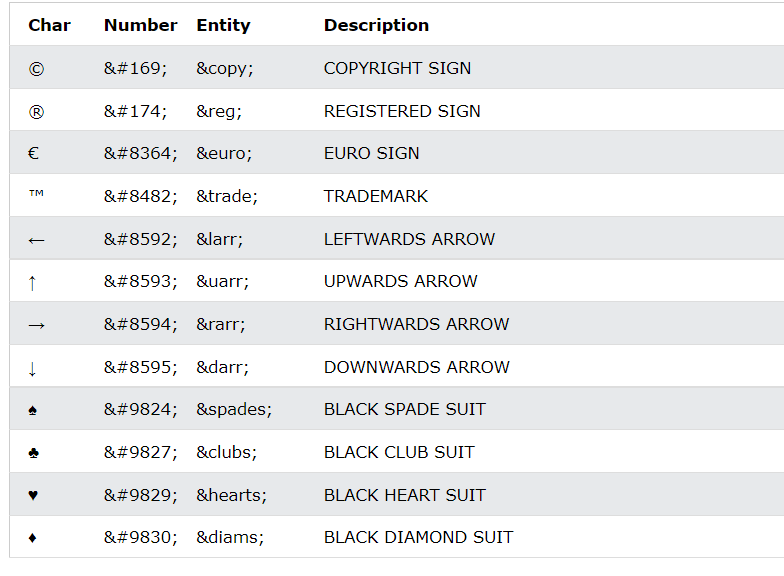 Char Number Entity Description
© &#169; &copy; COPYRIGHT SIGN
® &#174; &reg; REGISTERED SIGN
€ &#8364; &euro; EURO SIGN
™ &#8482; &trade; TRADEMARK
← &#8592; &larr; LEFTWARDS ARROW
↑ &#8593; &uarr; UPWARDS ARROW
→ &#8594; &rarr; RIGHTWARDS ARROW
↓ &#8595; &darr; DOWNWARDS ARROW
♠ &#9824; &spades; BLACK SPADE SUIT
♣ &#9827; &clubs; BLACK CLUB SUIT
♥ &#9829; &hearts; BLACK HEART SUIT
♦ &#9830; &diams; BLACK DIAMOND SUIT